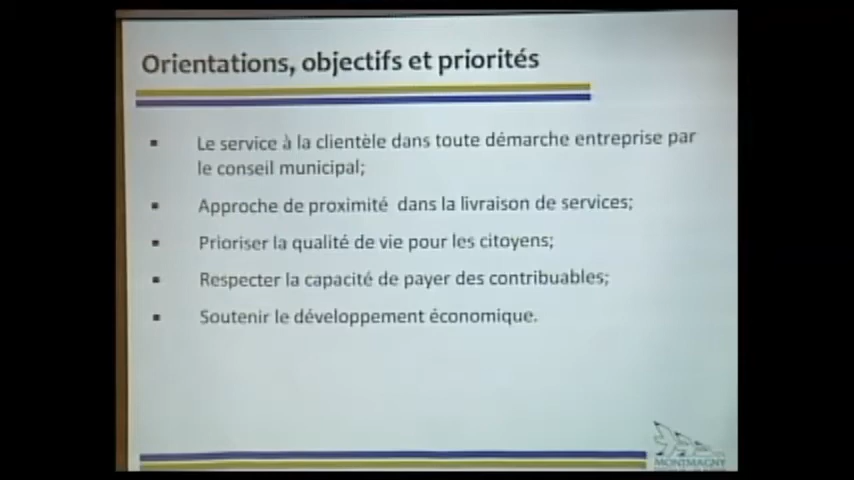 Orientations, objectifs et priorités
▪ Le service à la clientèle dans toute démarche entreprise par
le conseil municipal;
▪ Approche de proximité dans la livraison de services;
▪ Prioriser la qualité de vie pour les citoyens;
▪ Respecter la capacité de payer des contribuables;
▪ Soutenir le développement économique.
MONTMAGNY